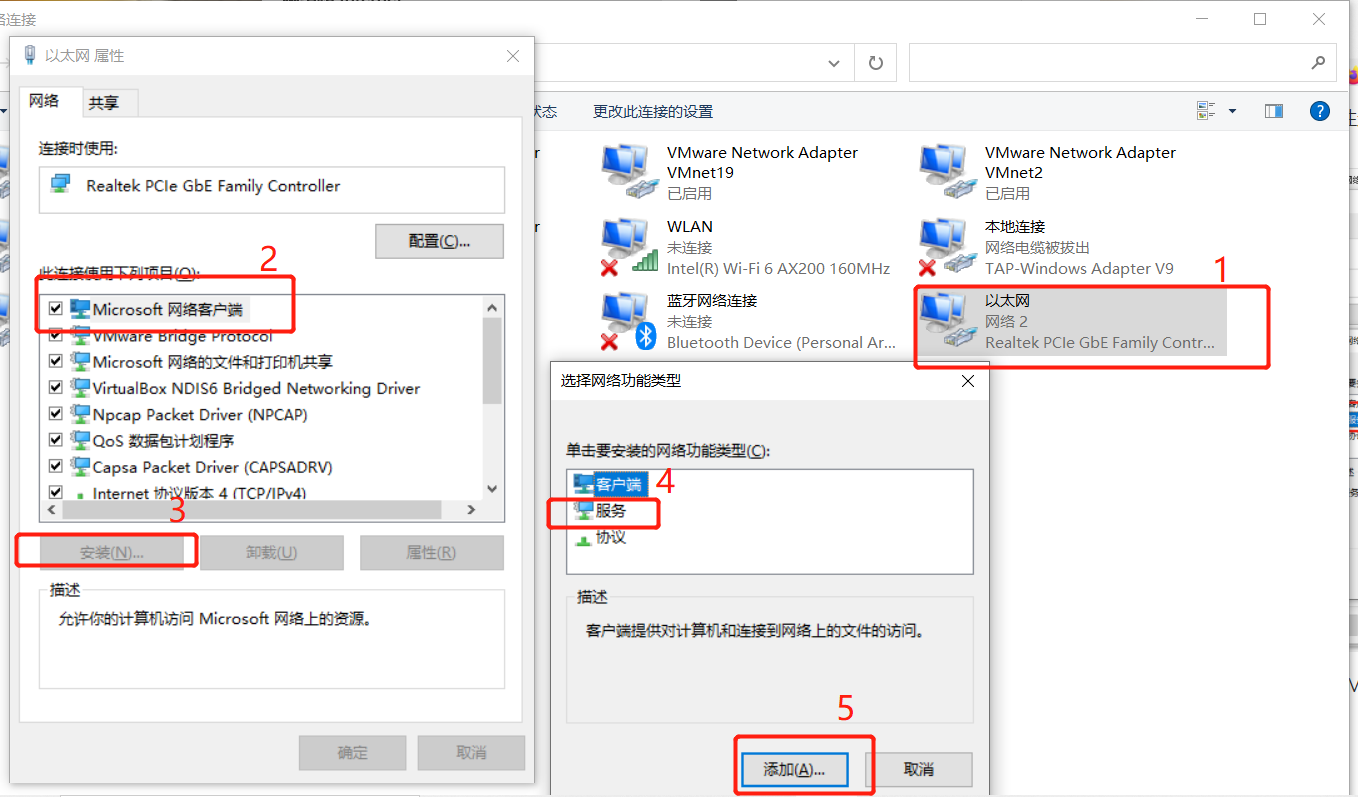 络连接
以太网 属性
网络
共享
连接时使用:
Realtek PCIe GbE Family Controller
配置(C)...
2
此连接使用下列项目(O):
Microsoft 网络客户端
VMware Bridge Protocol
Microsoft 网络的文件和打印机共享
VirtualBox NDIS6 Bridged Networking Driver
Npcap Packet Driver (NPCAP)
QoS 数据包计划程序
Capsa Packet Driver (CAPSADRV)
Internet 协议版本 4 (TCP/IPv4)
3
安装(N)...
卸载(U)
属性(R)
描述
允许你的计算机访问 Microsoft 网络上的资源。
确定
取消
状态
更改此连接的设置
VMware Network Adapter
VMnet19
已启用
VMware Network Adapter
VMnet2
已启用
WLAN
未连接
Intel(R) Wi-Fi 6 AX200 160MHz
本地连接
网络电缆被拔出
TAP-Windows Adapter V9
1
蓝牙网络连接
未连接
Bluetooth Device (Personal Ar...
以太网
网络 2
Realtek PCIe GbE Family Contr...
选择网络功能类型
单击要安装的网络功能类型(C):
客户端
4
服务
协议
描述
客户端提供对计算机和连接到网络上的文件的访问。
5
添加(A)...
取消